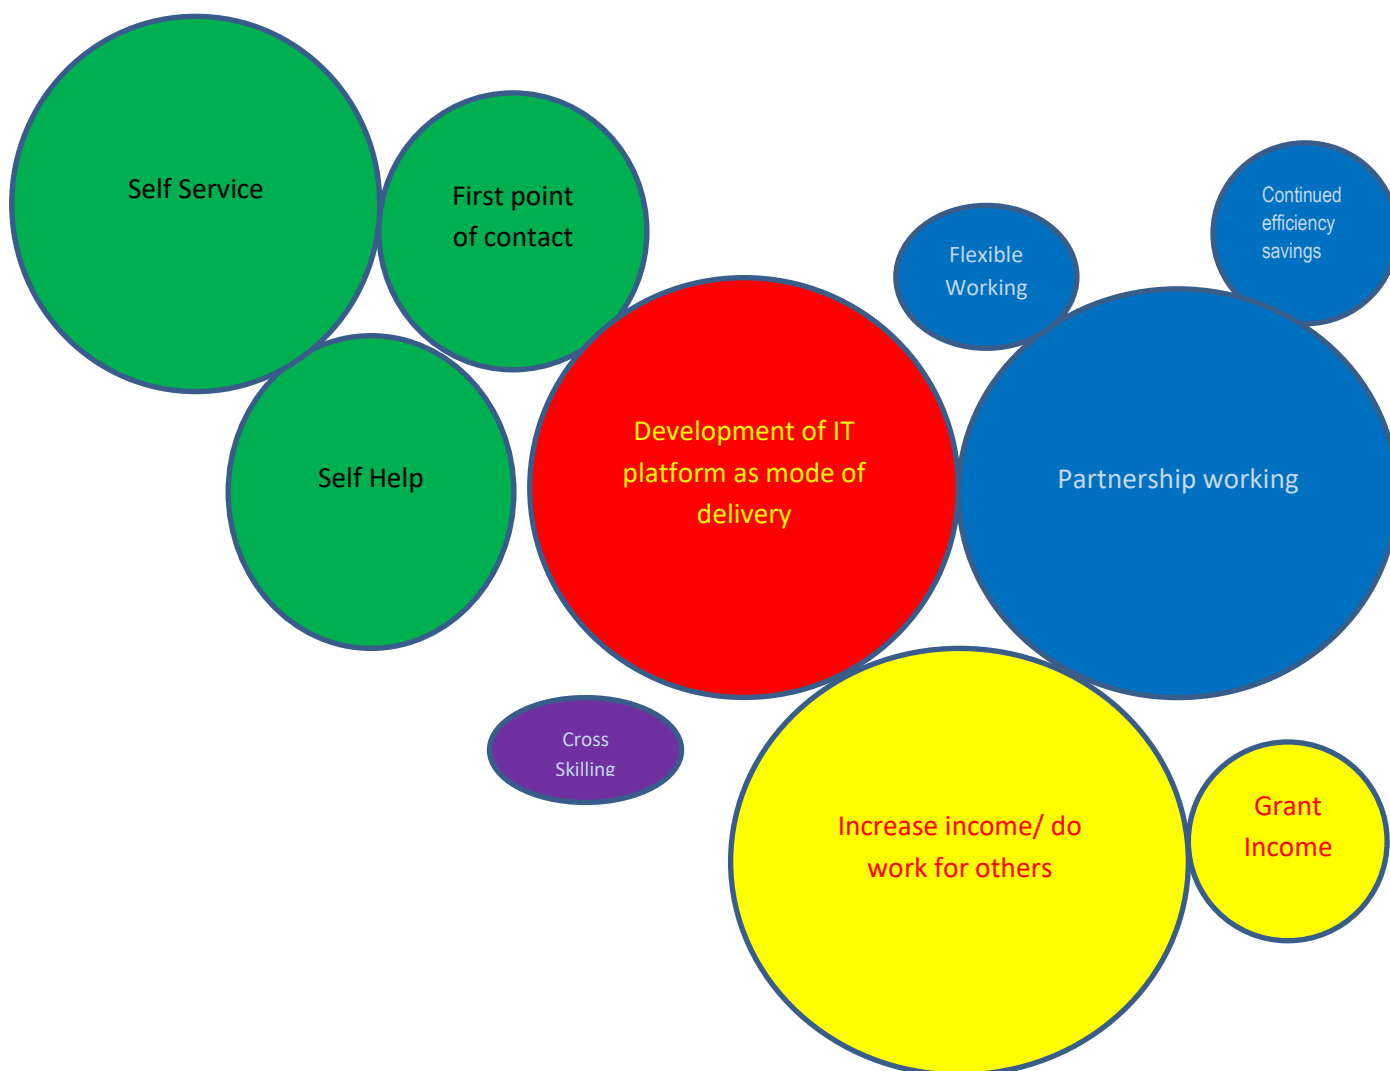 Self Service
First point
of contact
Self Help
Development of IT
platform as mode of
delivery
Flexible
Working
Continued
efficiency
savings
Partnership working
Cross
Skilling
Increase income/ do
work for others
Grant
Income